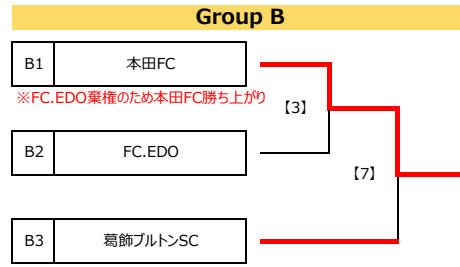 Group B
B1 本田FC
※FC.EDO棄権のため本田FC勝ち上がり
【3】
B2 FC.EDO
【7】
B3 葛飾ブルトンSC